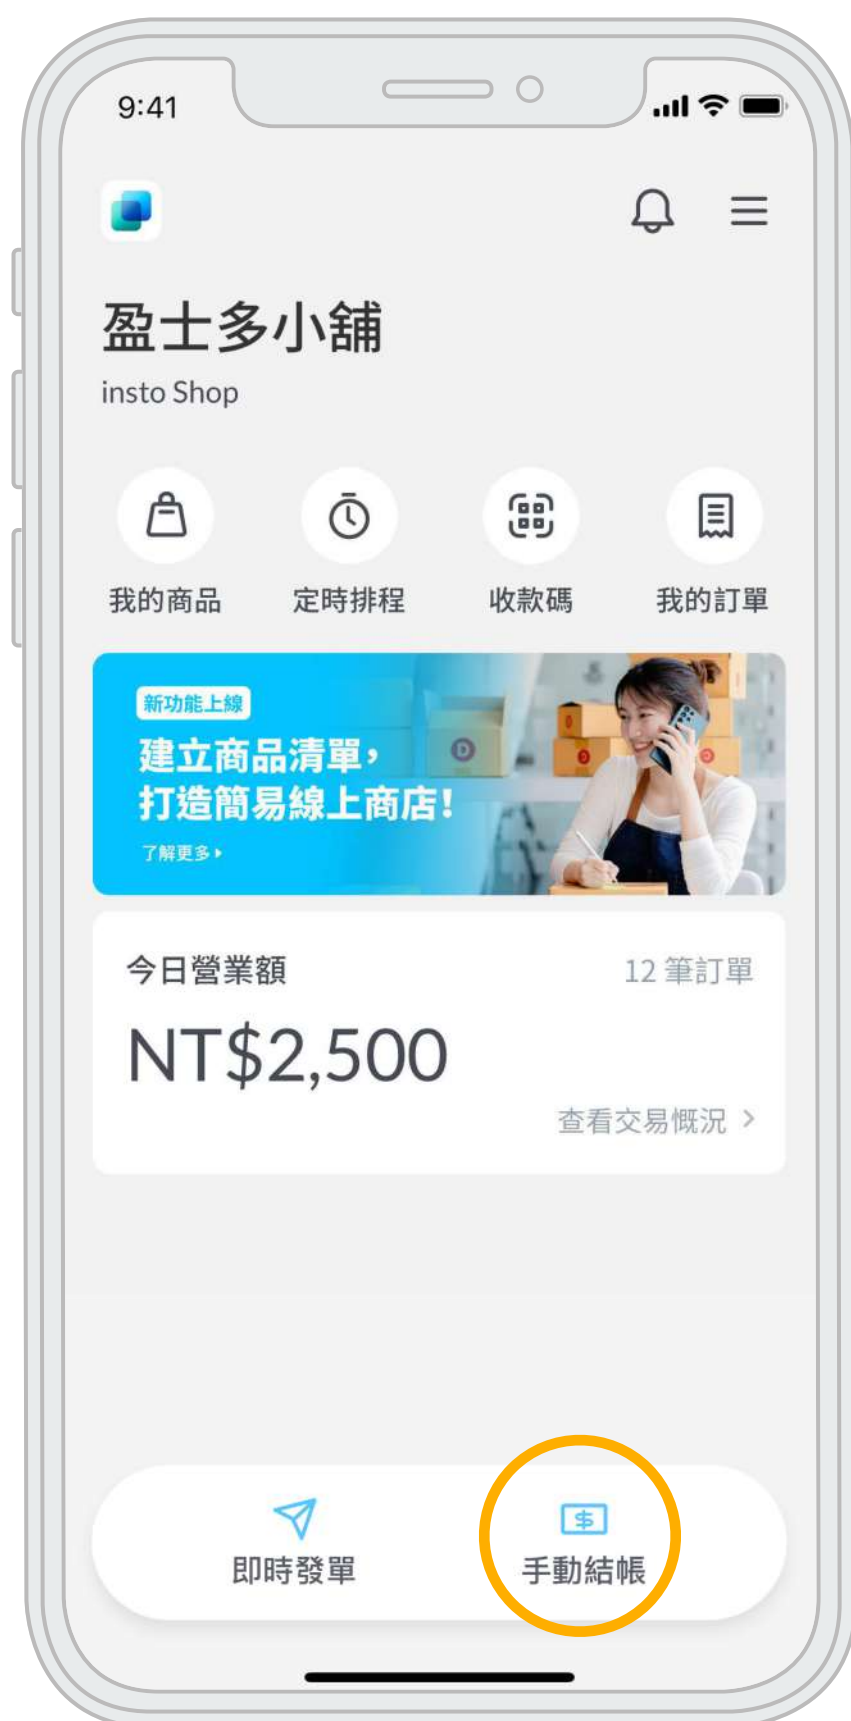 9:41
盈士多小舖
insto Shop
我的商品
定時排程
收款碼
我的訂單
新功能上線
建立商品清單，
打造簡易線上商店！
了解更多
今日營業額
12 筆訂單
NT$2,500
查看交易慨況
即時發單
手動結帳